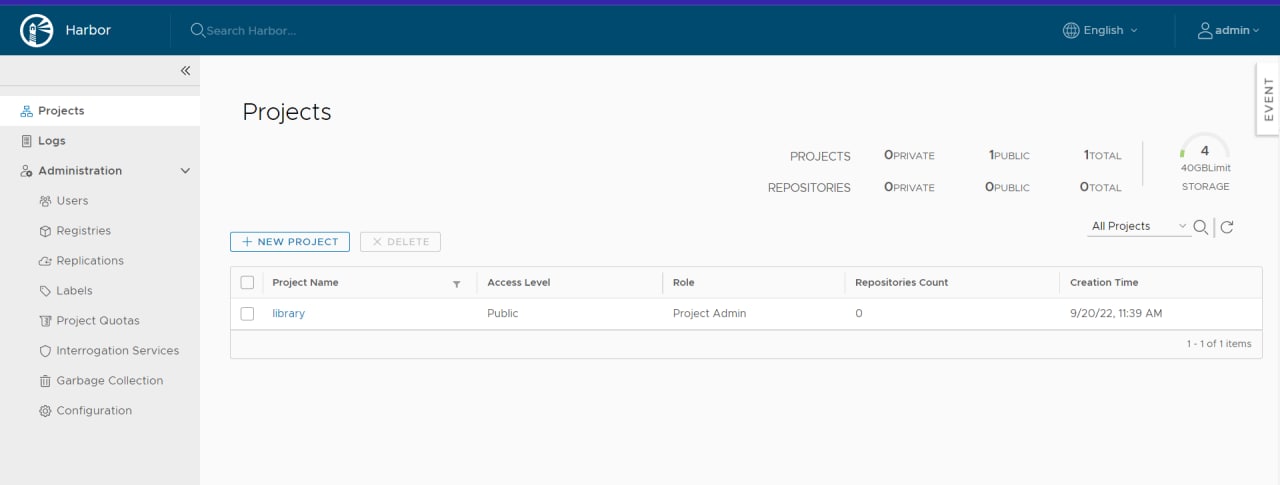 Harbor
Search Harbor...
English
admin
EVENT
Projects
Logs
Administration
Users
Registries
Replications
Labels
Project Quotas
Interrogation Services
Garbage Collection
Configuration
Projects
PROJECTS 0PRIVATE 1PUBLIC 1TOTAL
REPOSITORIES 0PRIVATE 0PUBLIC 0TOTAL
4
40GBLimit
STORAGE
All Projects
NEW PROJECT
DELETE
Project Name Access Level Role Repositories Count Creation Time
library Public Project Admin 0 9/20/22, 11:39 AM
1 - 1 of 1 items